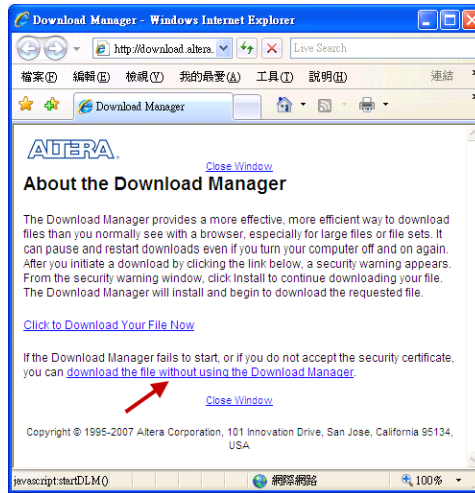 Download Manager - Windows Internet Explorer
http://download.altera.
Live Search
檔案(F) 編輯(E) 檢視(V) 我的最愛(A) 工具(T) 說明(H) 連結
Download Manager
ALTERA.
Close Window
About the Download Manager
The Download Manager provides a more effective, more efficient way to download
files than you normally see with a browser, especially for large files or file sets. It
can pause and restart downloads even if you turn your computer off and on again.
After you initiate a download by clicking the link below, a security warning appears.
From the security warning window, click Install to continue downloading your file.
The Download Manager will install and begin to download the requested file.
Click to Download Your File Now
If the Download Manager fails to start, or if you do not accept the security certificate,
you can download the file without using the Download Manager.
Close Window
Copyright © 1995-2007 Altera Corporation, 101 Innovation Drive, San Jose, California 95134,
USA
javascript:startDLM() 網際網路 100%